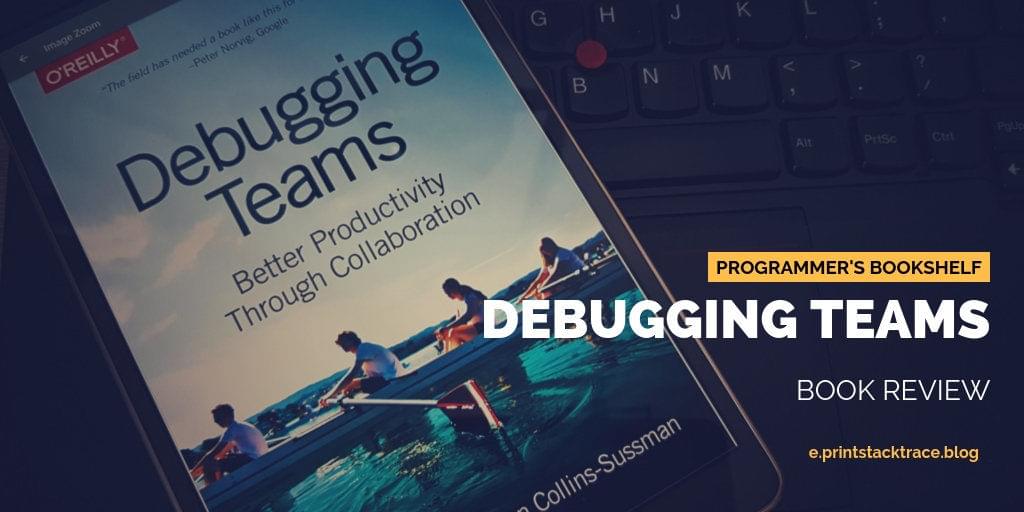 Image Zoom
O'REILLY®
"The field has needed a book like this for
–Peter Norvig, Google
Debugging
Teams
Better Productivity
Through Collaboration
n Collins-Sussman
G H J K L
B N M < , > . ? /
Alt PrtSc Ctrl PgUp
PROGRAMMER'S BOOKSHELF
DEBUGGING TEAMS
BOOK REVIEW
e.printstacktrace.blog